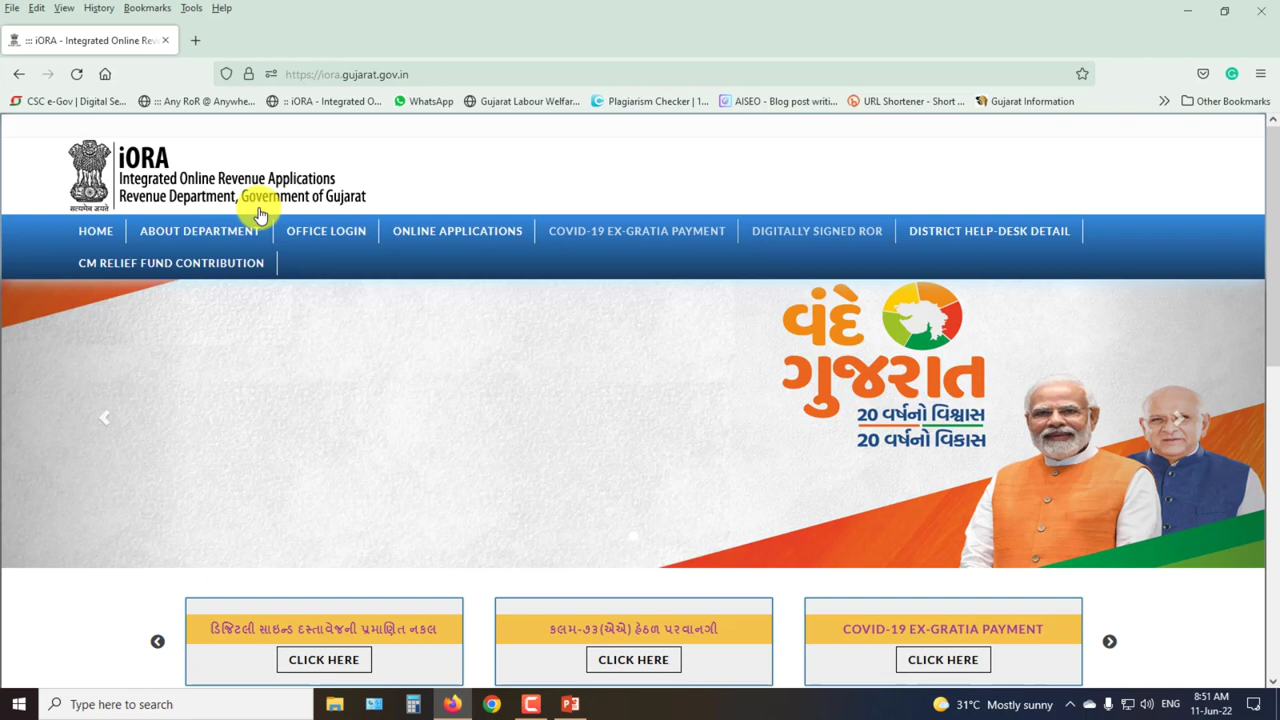 File Edit View History Bookmarks Tools Help
::: iORA - Integrated Online Rev
https://iora.gujarat.gov.in
CSC e-Gov | Digital Se... ::: Any RoR @ Anywhe... :: iORA - Integrated O... WhatsApp Gujarat Labour Welfar... Plagiarism Checker | 1... AISEO - Blog post writi... URL Shortener - Short ... Gujarat Information Other Bookmarks
iORA
Integrated Online Revenue Applications
Revenue Department, Government of Gujarat
सत्यमेव जयते
HOME ABOUT DEPARTMENT OFFICE LOGIN ONLINE APPLICATIONS COVID-19 EX-GRATIA PAYMENT DIGITALLY SIGNED ROR DISTRICT HELP-DESK DETAIL
CM RELIEF FUND CONTRIBUTION
વંદે
ગુજરાત
20 વર્ષનો વિશ્વાસ
20 વર્ષનો વિકાસ
ડિજિટલી સાઇન્ડ દસ્તાવેજની પ્રમાણિત નકલ કલમ-૭૩(એએ) હેઠળ પરવાનગી COVID-19 EX-GRATIA PAYMENT
CLICK HERE CLICK HERE CLICK HERE
Type here to search 31°C Mostly sunny ENG 8:51 AM
11-Jun-22